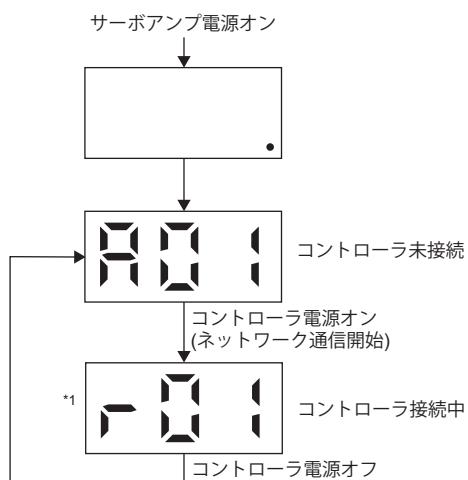 サーボアンプ電源オン
A01
コントローラ未接続
コントローラ電源オン
(ネットワーク通信開始)
*1
r01
コントローラ接続中
コントローラ電源オフ